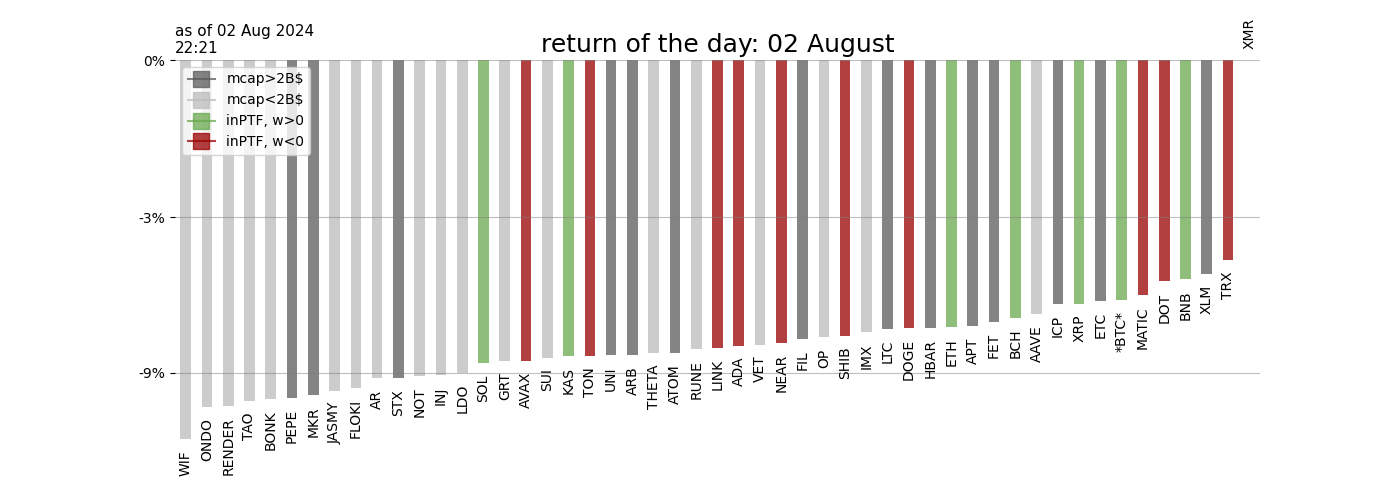 as of 02 Aug 2024
22:21
return of the day: 02 August
XMR
0%
-3%
-9%
mcap>2B$
mcap<2B$
inPTF, w>0
inPTF, w<0
WIF
ONDO
RENDER
TAO
BONK
PEPE
MKR
JASMY
FLOKI
AR
STX
NOT
INJ
LDO
SOL
GRT
AVAX
SUI
KAS
TON
UNI
ARB
THETA
ATOM
RUNE
LINK
ADA
VET
NEAR
FIL
OP
SHIB
IMX
LTC
DOGE
HBAR
ETH
APT
FET
BCH
AAVE
ICP
XRP
ETC
*BTC*
MATIC
DOT
BNB
XLM
TRX